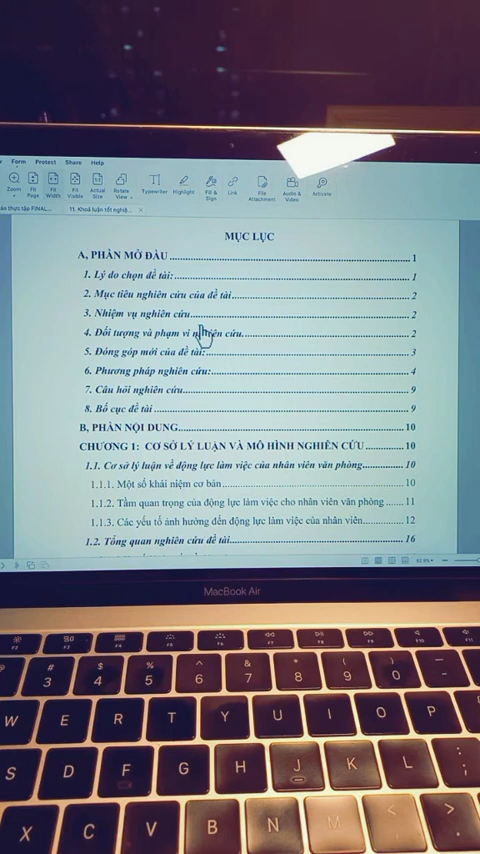 Form Protect Share Help
Zoom Fit Page Fit Width Fit Visible Actual Size Rotate View Typewriter Highlight Fill & Sign Link File Attachment Audio & Video Activate
thực tập FINAL... 11. Khoá luận tốt nghiệ...
MỤC LỤC
A, PHẦN MỞ ĐẦU 1
1. Lý do chọn đề tài: 1
2. Mục tiêu nghiên cứu của đề tài 2
3. Nhiệm vụ nghiên cứu 2
4. Đối tượng và phạm vi nghiên cứu. 2
5. Đóng góp mới của đề tài: 3
6. Phương pháp nghiên cứu: 4
7. Câu hỏi nghiên cứu 9
8. Bố cục đề tài 9
B, PHẦN NỘI DUNG 10
CHƯƠNG 1: CƠ SỞ LÝ LUẬN VÀ MÔ HÌNH NGHIÊN CỨU 10
1.1. Cơ sở lý luận về động lực làm việc của nhân viên văn phòng 10
1.1.1. Một số khái niệm cơ bản 10
1.1.2. Tầm quan trọng của động lực làm việc cho nhân viên văn phòng 11
1.1.3. Các yếu tố ảnh hưởng đến động lực làm việc của nhân viên 12
1.2. Tổng quan nghiên cứu đề tài 16
MacBook Air
F2 F3 F4 F5 F6 F7 F8 F9 F10 F11
# 3 $ 4 % 5 ^ 6 & 7 * 8 ( 9 ) 0 — -
W E R T Y U I O P
S D F G H J K L : ;
X C V B N M < , > .